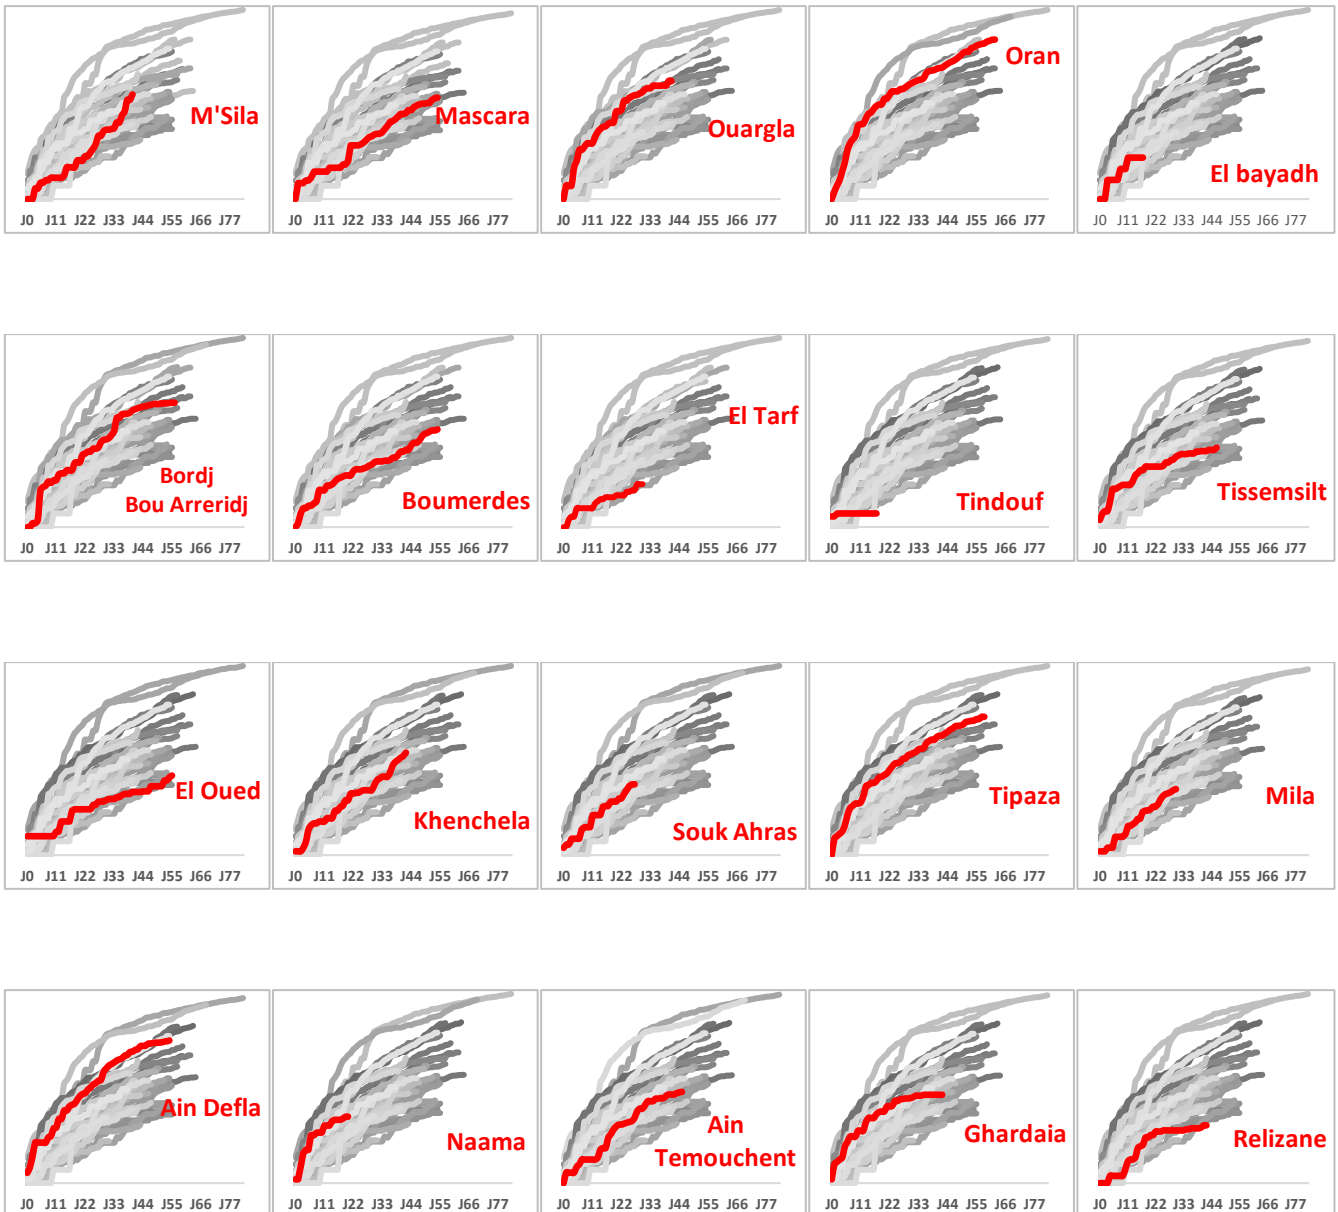 M'Sila
J0 J11 J22 J33 J44 J55 J66 J77
Mascara
J0 J11 J22 J33 J44 J55 J66 J77
Ouargla
J0 J11 J22 J33 J44 J55 J66 J77
Oran
J0 J11 J22 J33 J44 J55 J66 J77
El bayadh
J0 J11 J22 J33 J44 J55 J66 J77
Bordj
Bou Arreridj
J0 J11 J22 J33 J44 J55 J66 J77
Boumerdes
J0 J11 J22 J33 J44 J55 J66 J77
El Tarf
J0 J11 J22 J33 J44 J55 J66 J77
Tindouf
J0 J11 J22 J33 J44 J55 J66 J77
Tissemsilt
J0 J11 J22 J33 J44 J55 J66 J77
El Oued
J0 J11 J22 J33 J44 J55 J66 J77
Khenchela
J0 J11 J22 J33 J44 J55 J66 J77
Souk Ahras
J0 J11 J22 J33 J44 J55 J66 J77
Tipaza
J0 J11 J22 J33 J44 J55 J66 J77
Mila
J0 J11 J22 J33 J44 J55 J66 J77
Ain Defla
J0 J11 J22 J33 J44 J55 J66 J77
Naama
J0 J11 J22 J33 J44 J55 J66 J77
Ain
Temouchent
J0 J11 J22 J33 J44 J55 J66 J77
Ghardaia
J0 J11 J22 J33 J44 J55 J66 J77
Relizane
J0 J11 J22 J33 J44 J55 J66 J77